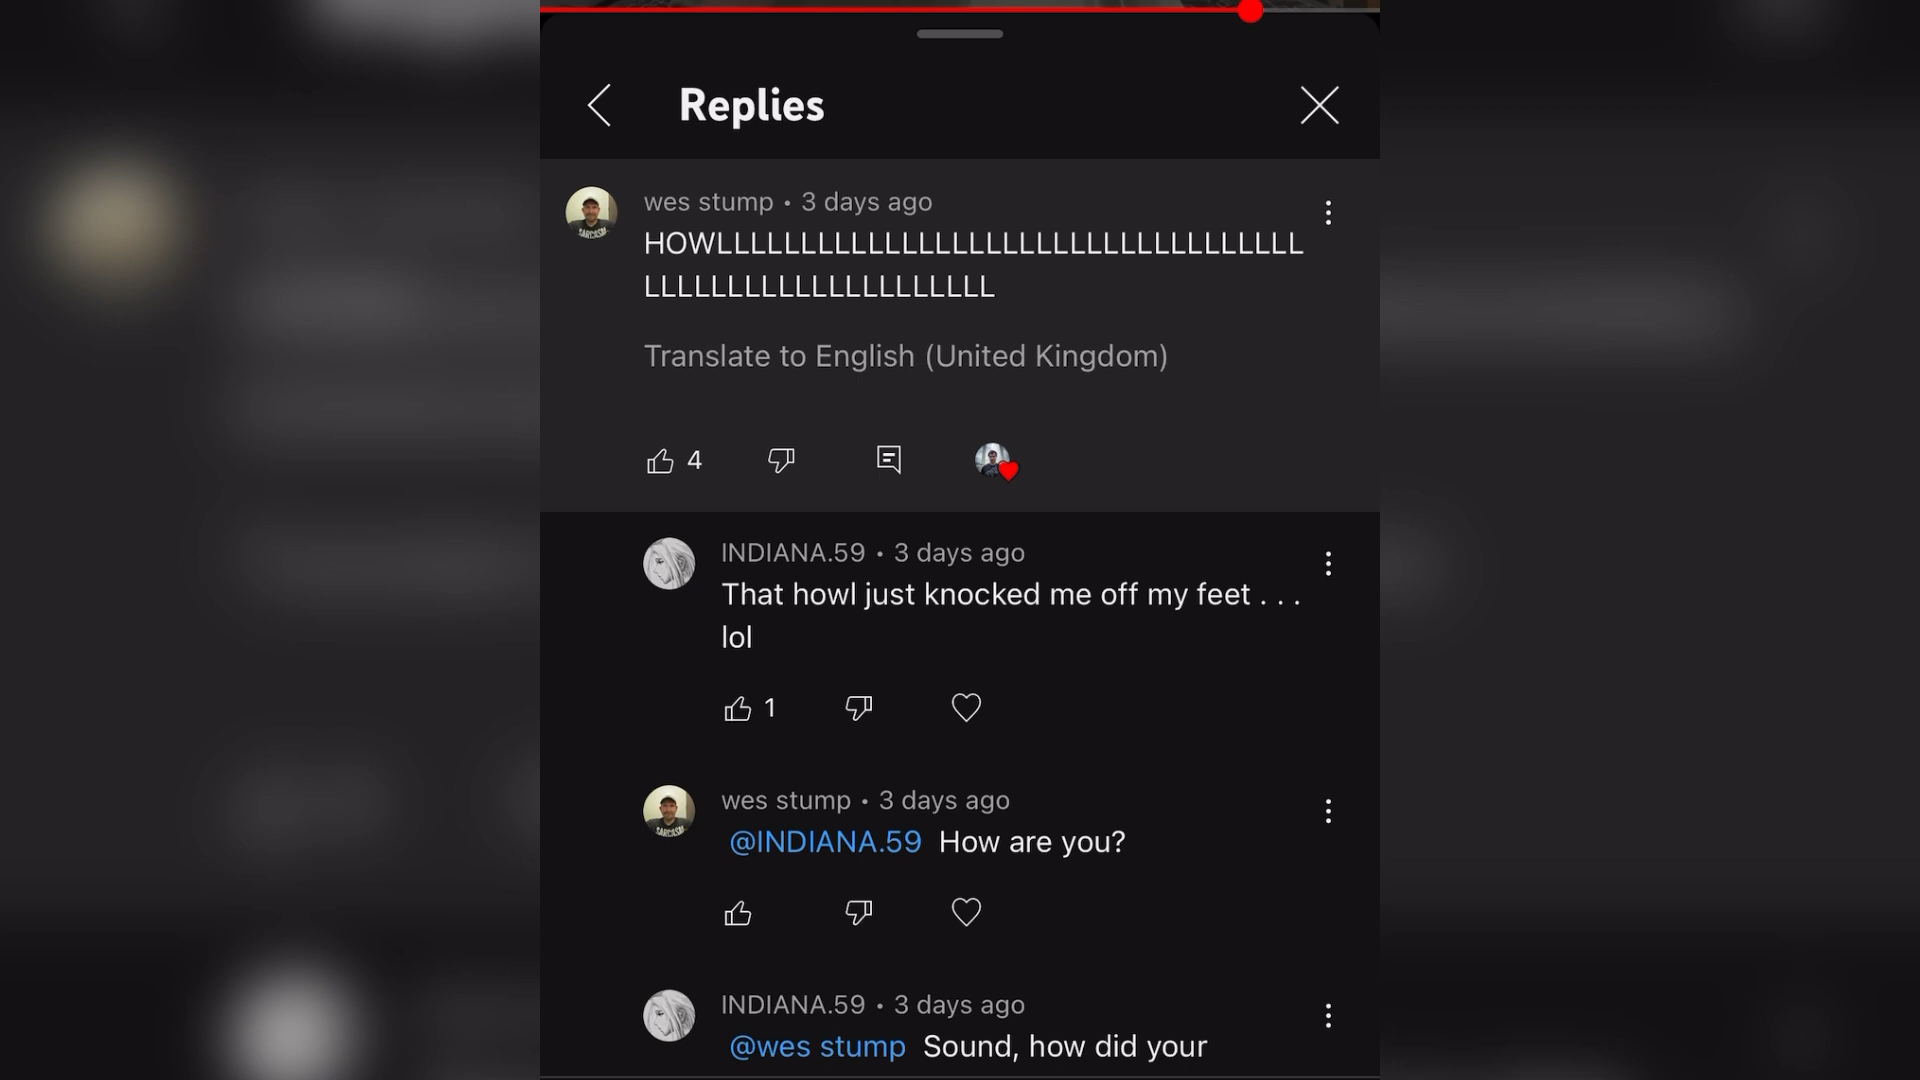 Replies
wes stump • 3 days ago
HOWLLLLLLLLLLLLLLLLLLLLLLLLLLLLLLLLLLL
LLLLLLLLLLLLLLLLLLLLL
Translate to English (United Kingdom)
4
INDIANA.59 • 3 days ago
That howl just knocked me off my feet . . .
lol
1
wes stump • 3 days ago
@INDIANA.59 How are you?
INDIANA.59 • 3 days ago
@wes stump Sound, how did your